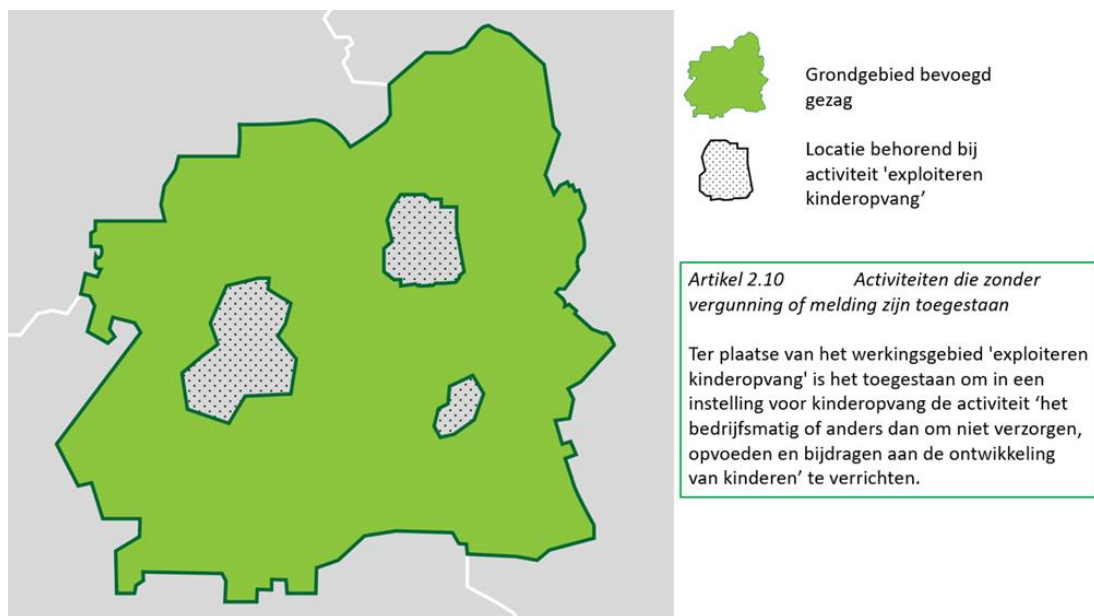 Grondgebied bevoegd
gezag
Locatie behorend bij
activiteit 'exploiteren
kinderopvang’
Artikel 2.10 Activiteiten die zonder
vergunning of melding zijn toegestaan
Ter plaatse van het werkingsgebied 'exploiteren
kinderopvang' is het toegestaan om in een
instelling voor kinderopvang de activiteit ‘het
bedrijfsmatig of anders dan om niet verzorgen,
opvoeden en bijdragen aan de ontwikkeling
van kinderen’ te verrichten.